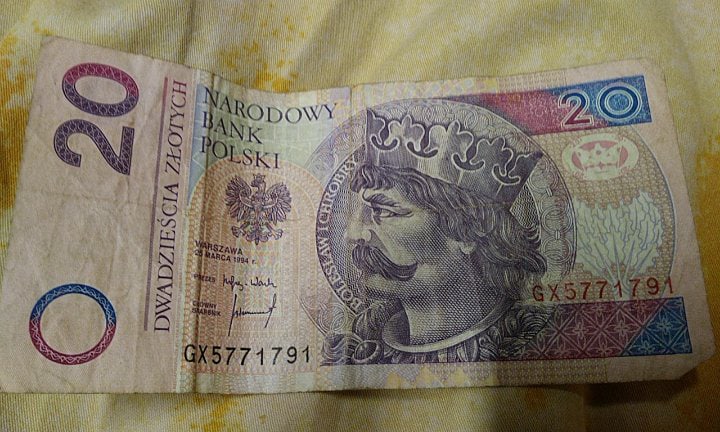 20
DWADZIEŚCIA ZŁOTYCH
NARODOWY
BANK
POLSKI
WARSZAWA
25 MARCA 1994 r.
PREZES
GŁÓWNY
SKARBNIK
GX5771791
BOLESŁAW I CHROBRY
20
GX5771791